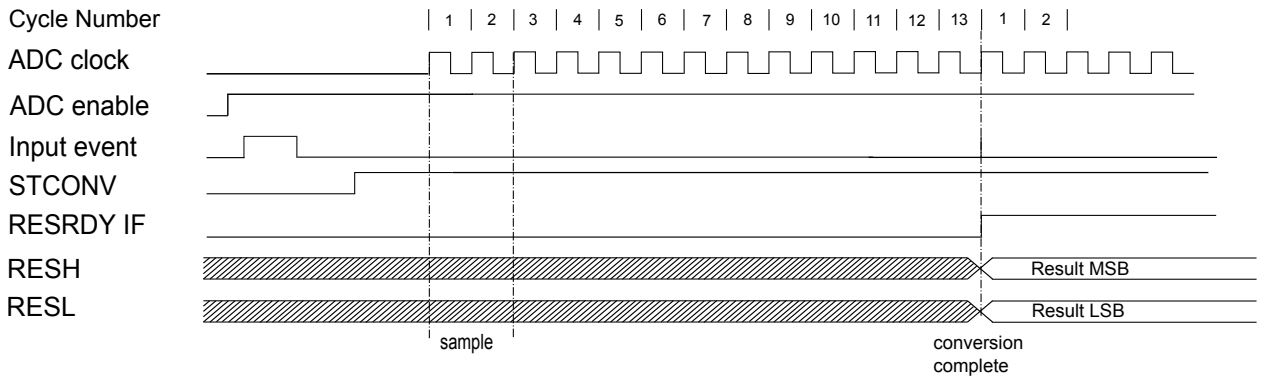 Cycle Number 1 2 3 4 5 6 7 8 9 10 11 12 13 1 2
ADC clock
ADC enable
Input event
STCONV
RESRDY IF
RESH Result MSB
RESL Result LSB
sample conversion
complete